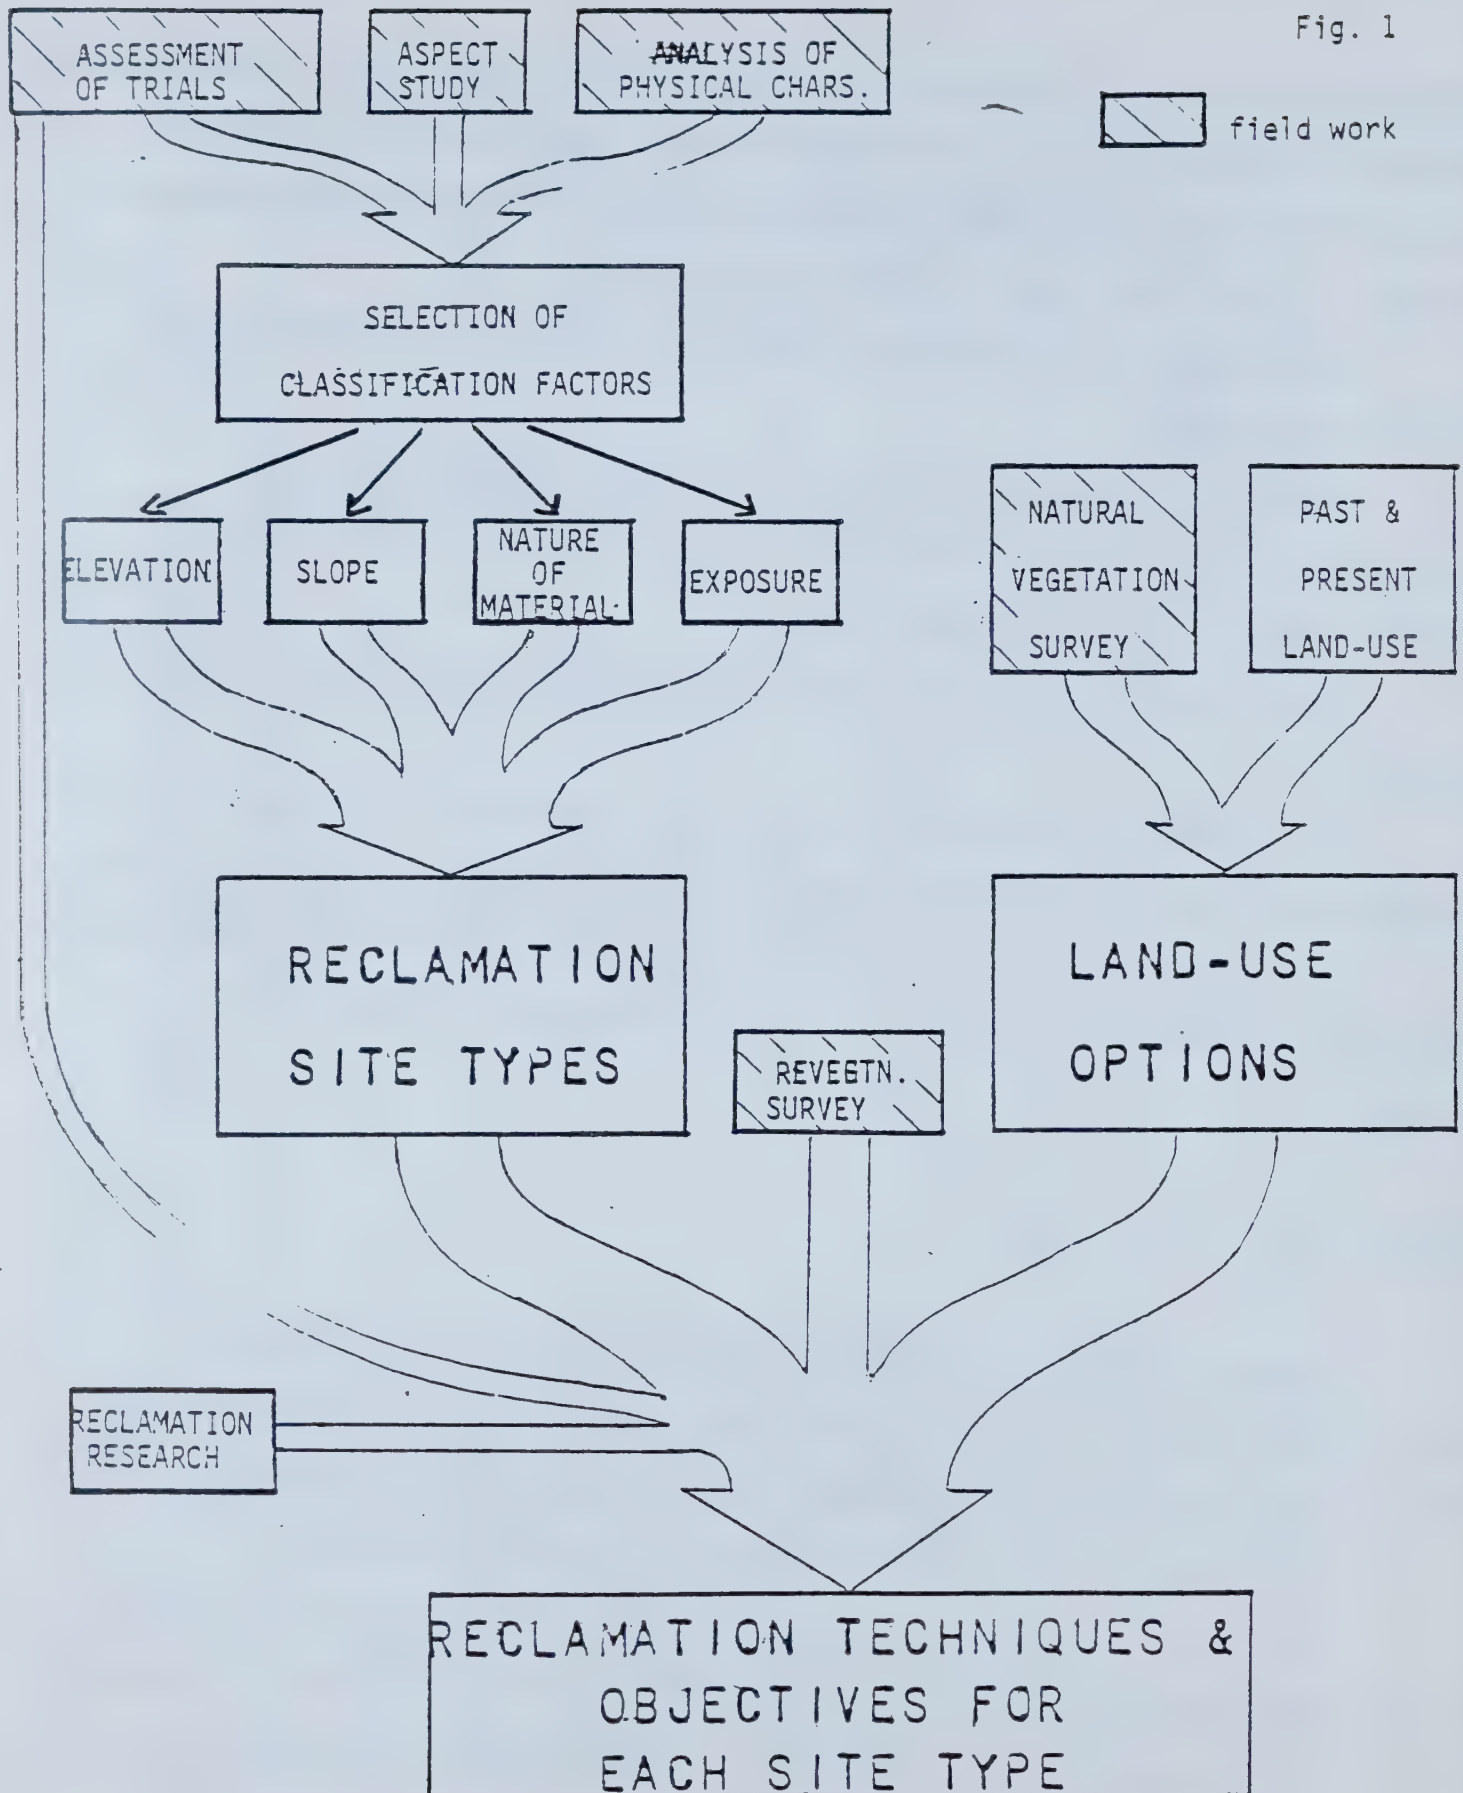 Fig. 1
ASSESSMENT
OF TRIALS
ASPECT
STUDY
ANALYSIS OF
PHYSICAL CHARS.
field work
SELECTION OF
CLASSIFICATION FACTORS
ELEVATION
SLOPE
NATURE
OF
MATERIAL
EXPOSURE
NATURAL
VEGETATION
SURVEY
PAST &
PRESENT
LAND-USE
RECLAMATION
SITE TYPES
LAND-USE
OPTIONS
REVEGTN.
SURVEY
RECLAMATION
RESEARCH
RECLAMATION TECHNIQUES &
OBJECTIVES FOR
EACH SITE TYPE